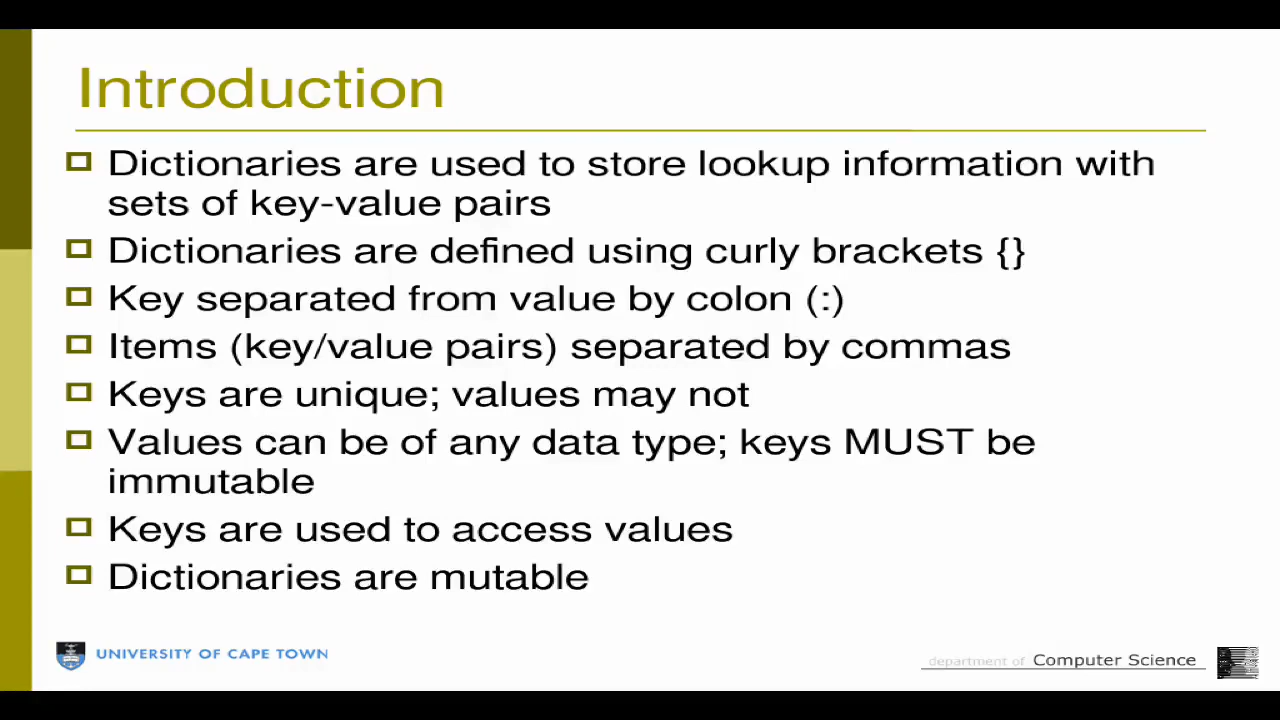 Introduction
Dictionaries are used to store lookup information with
sets of key-value pairs
Dictionaries are defined using curly brackets {}
Key separated from value by colon (:)
Items (key/value pairs) separated by commas
Keys are unique; values may not
Values can be of any data type; keys MUST be
immutable
Keys are used to access values
Dictionaries are mutable
UNIVERSITY OF CAPE TOWN
department of Computer Science